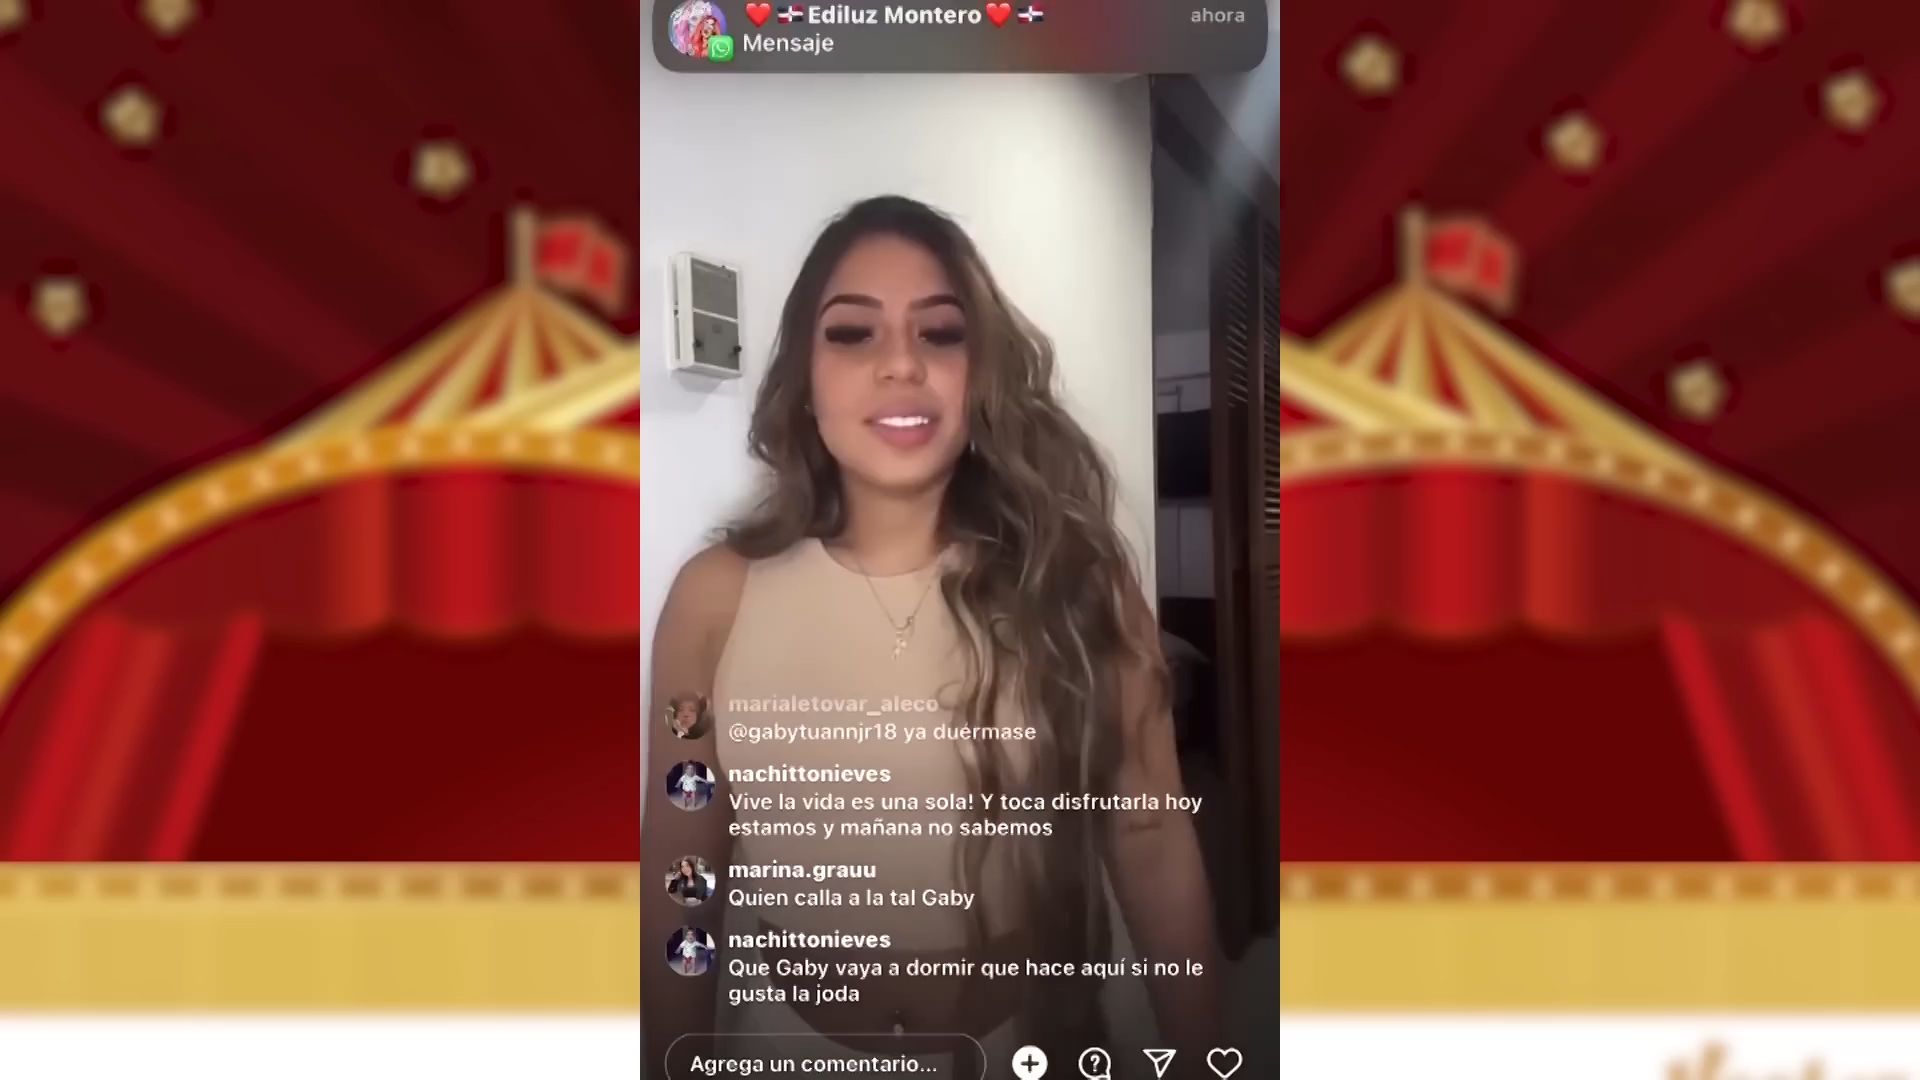 ❤️🇩🇴Ediluz Montero❤️🇩🇴
ahora
Mensaje
marialetovar_aleco
@gabytuannjr18 ya duérmase
nachittonieves
Vive la vida es una sola! Y toca disfrutarla hoy
estamos y mañana no sabemos
marina.grauu
Quien calla a la tal Gaby
nachittonieves
Que Gaby vaya a dormir que hace aquí si no le
gusta la joda
Agrega un comentario...